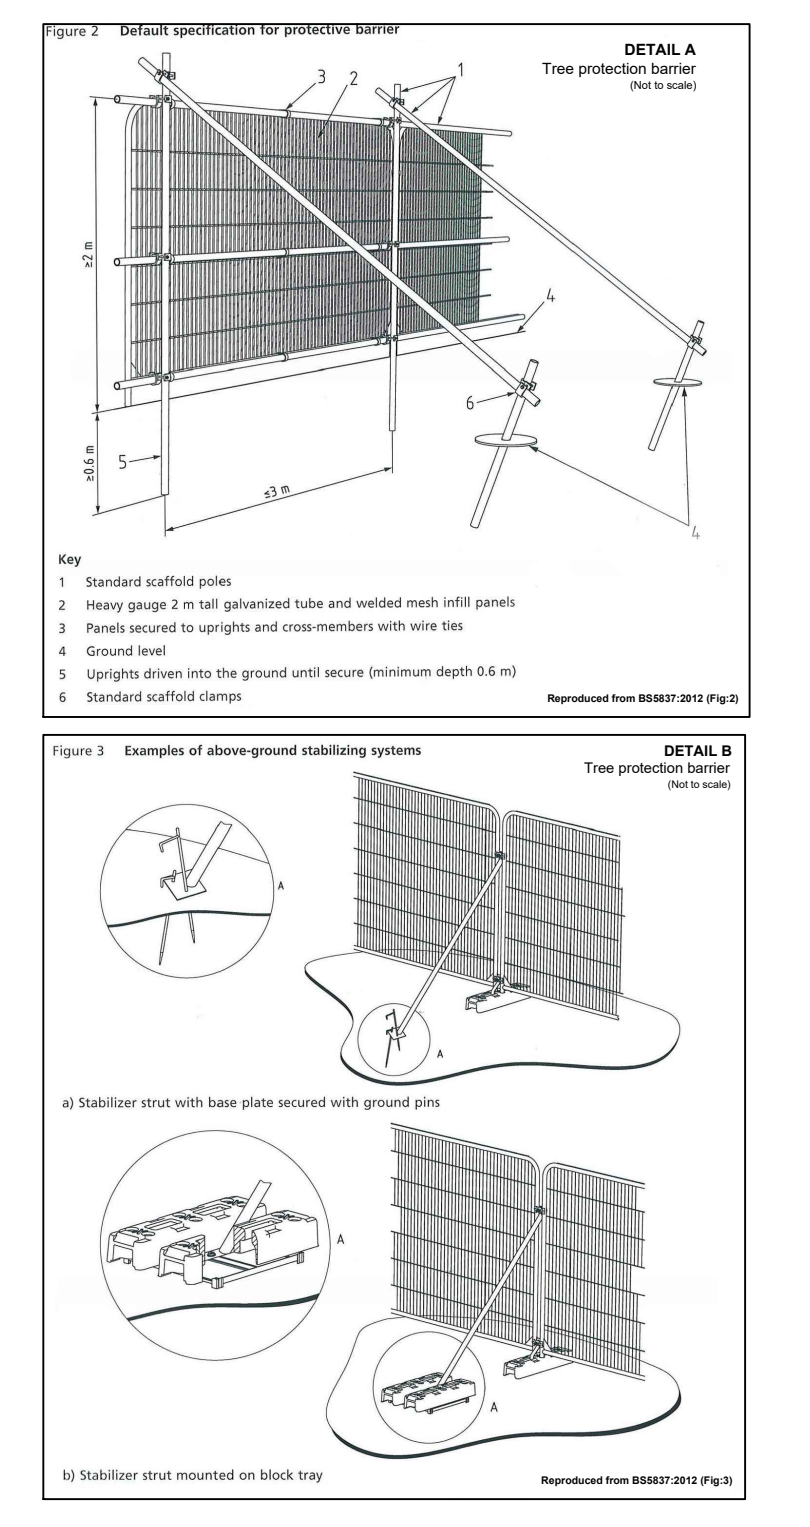 Figure 2 Default specification for protective barrier
DETAIL A
Tree protection barrier
(Not to scale)
1
3
2
≥2 m
4
6
≥0.6 m
5
≤3 m
4
Key
1 Standard scaffold poles
2 Heavy gauge 2 m tall galvanized tube and welded mesh infill panels
3 Panels secured to uprights and cross-members with wire ties
4 Ground level
5 Uprights driven into the ground until secure (minimum depth 0.6 m)
6 Standard scaffold clamps
Reproduced from BS5837:2012 (Fig:2)
Figure 3 Examples of above-ground stabilizing systems
DETAIL B
Tree protection barrier
(Not to scale)
A
A
a) Stabilizer strut with base plate secured with ground pins
A
A
b) Stabilizer strut mounted on block tray
Reproduced from BS5837:2012 (Fig:3)